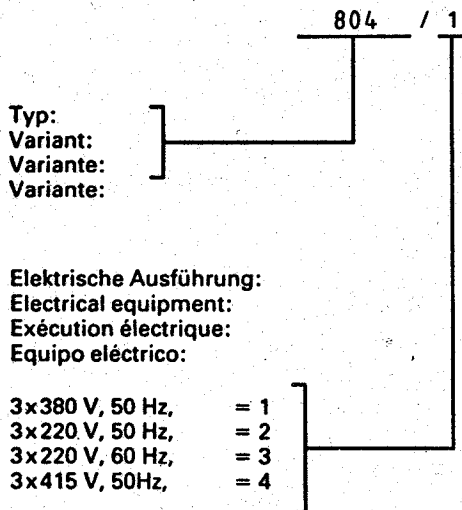 804 / 1
Typ:
Variant:
Variante:
Variante:
Elektrische Ausführung:
Electrical equipment:
Exécution électrique:
Equipo eléctrico:
3x380 V, 50 Hz, = 1
3x220 V, 50 Hz, = 2
3x220 V, 60 Hz, = 3
3x415 V, 50Hz, = 4